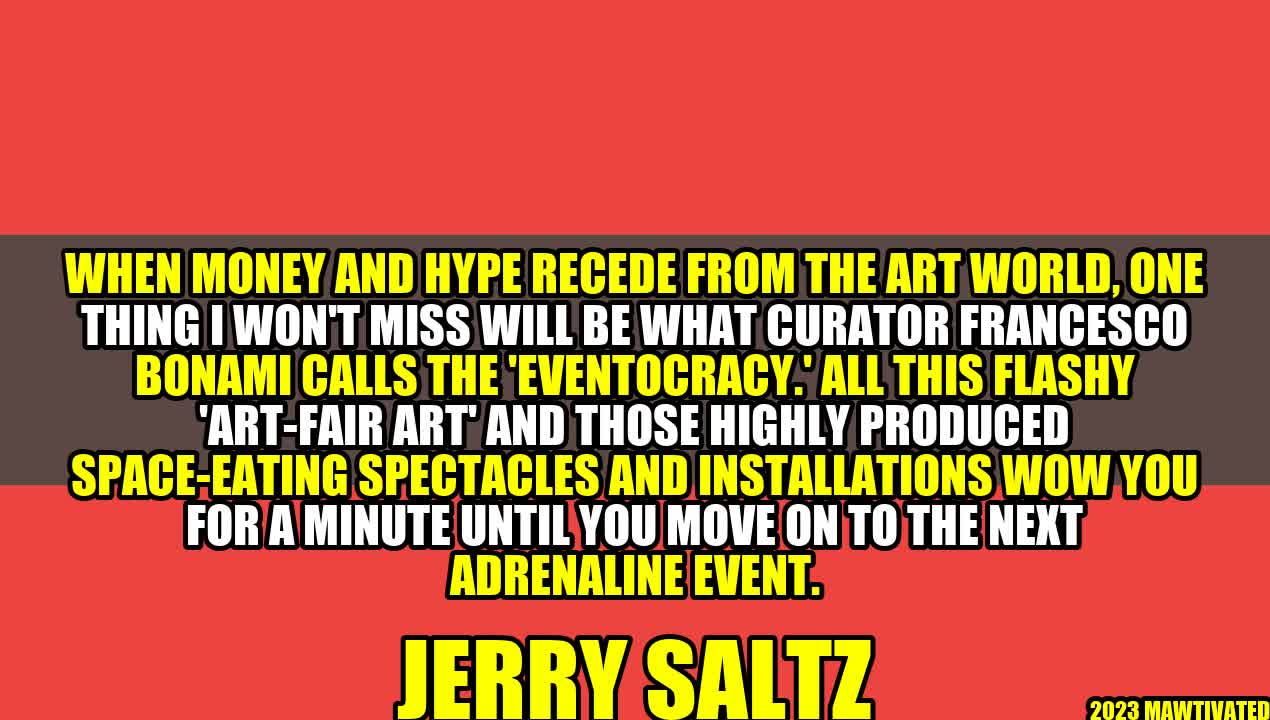 WHEN MONEY AND HYPE RECEDE FROM THE ART WORLD, ONE
THING I WON'T MISS WILL BE WHAT CURATOR FRANCESCO
BONAMI CALLS THE 'EVENTOCRACY.' ALL THIS FLASHY
'ART-FAIR ART' AND THOSE HIGHLY PRODUCED
SPACE-EATING SPECTACLES AND INSTALLATIONS WOW YOU
FOR A MINUTE UNTIL YOU MOVE ON TO THE NEXT
ADRENALINE EVENT.
JERRY SALTZ
2023 MAWTIVATED